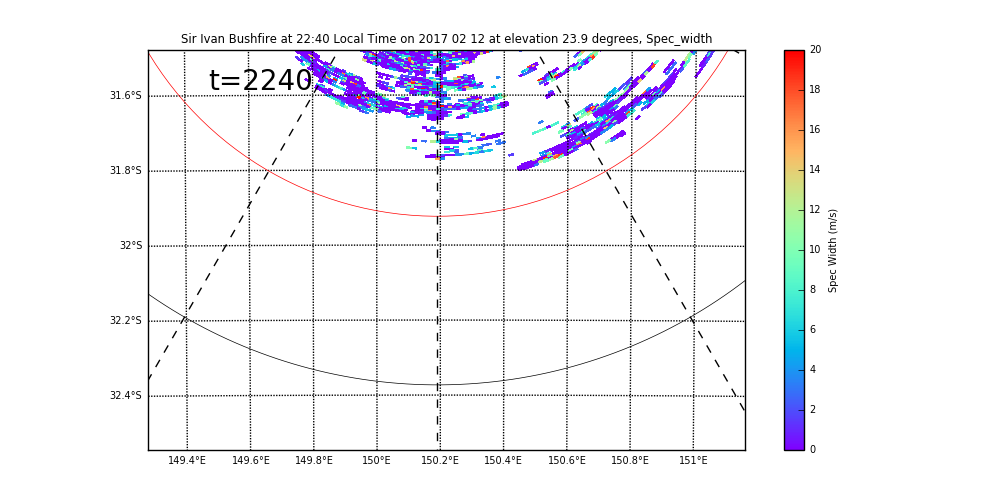 Sir Ivan Bushfire at 22:40 Local Time on 2017 02 12 at elevation 23.9 degrees, Spec_width
t=2240
31.6°S
31.8°S
32°S
32.2°S
32.4°S
149.4°E 149.6°E 149.8°E 150°E 150.2°E 150.4°E 150.6°E 150.8°E 151°E
20
18
16
14
12
10
8
6
4
2
0
Spec Width (m/s)